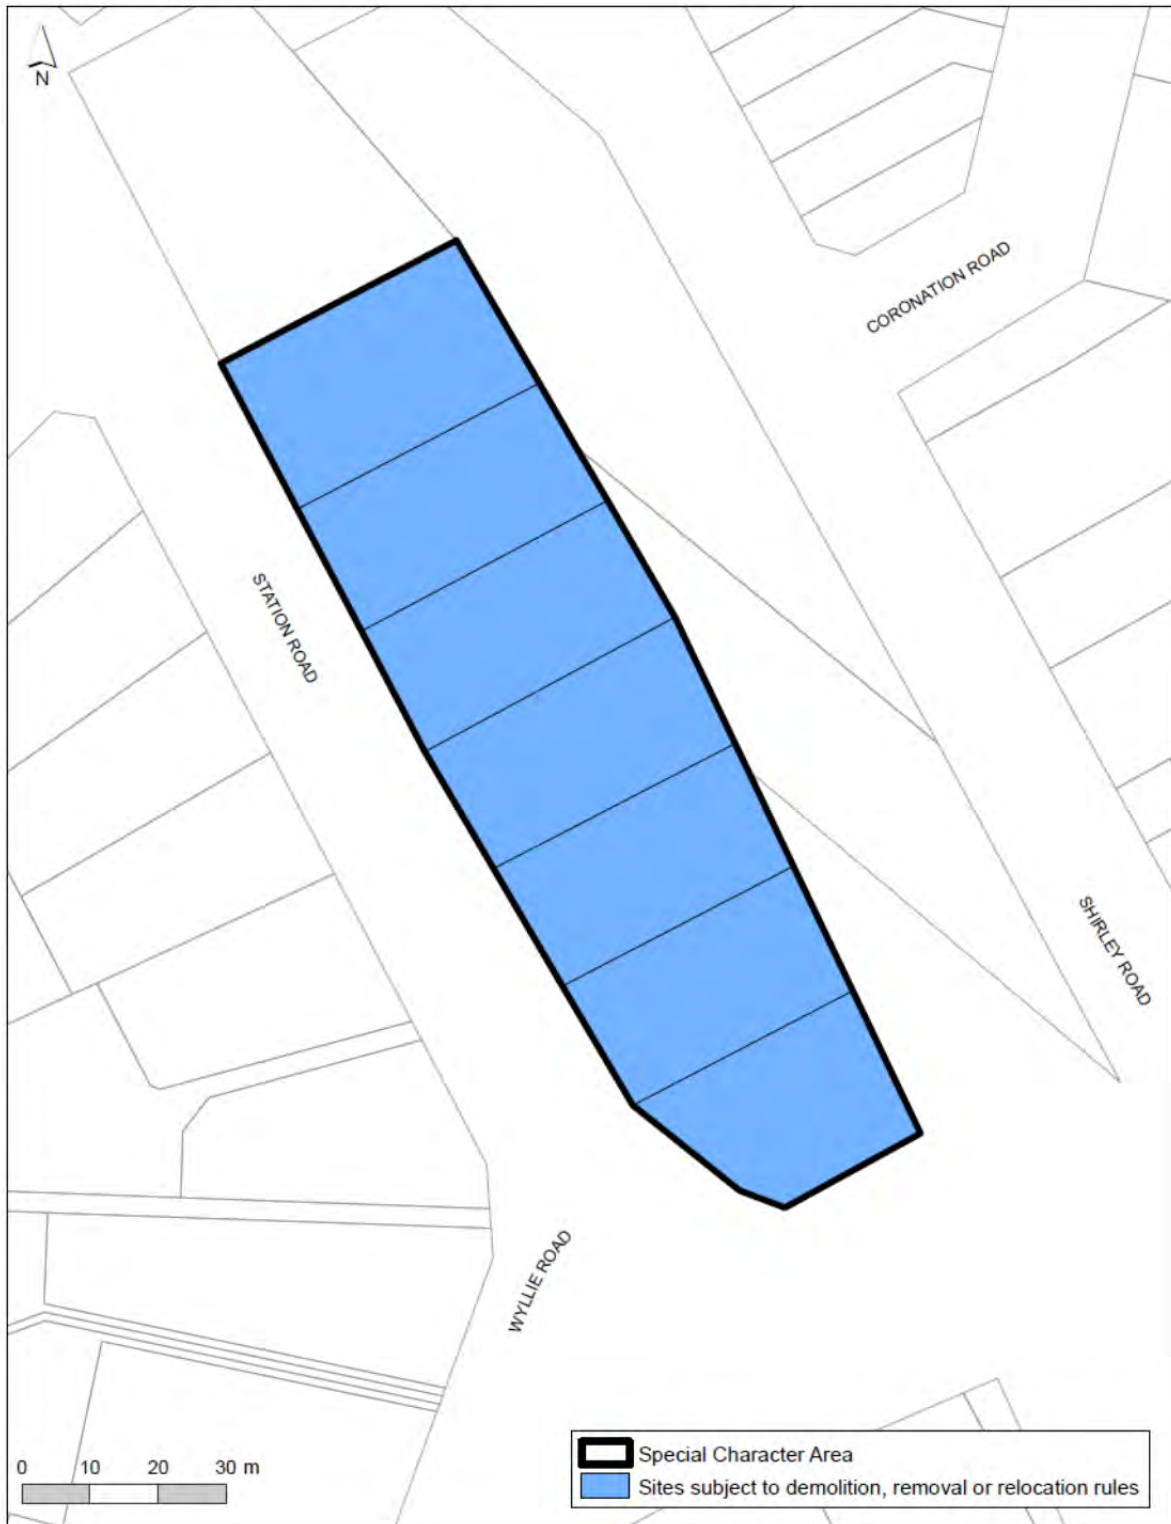 N
CORONATION ROAD
STATION ROAD
SHIRLEY ROAD
WYLLIE ROAD
0 10 20 30 m
Special Character Area
Sites subject to demolition, removal or relocation rules